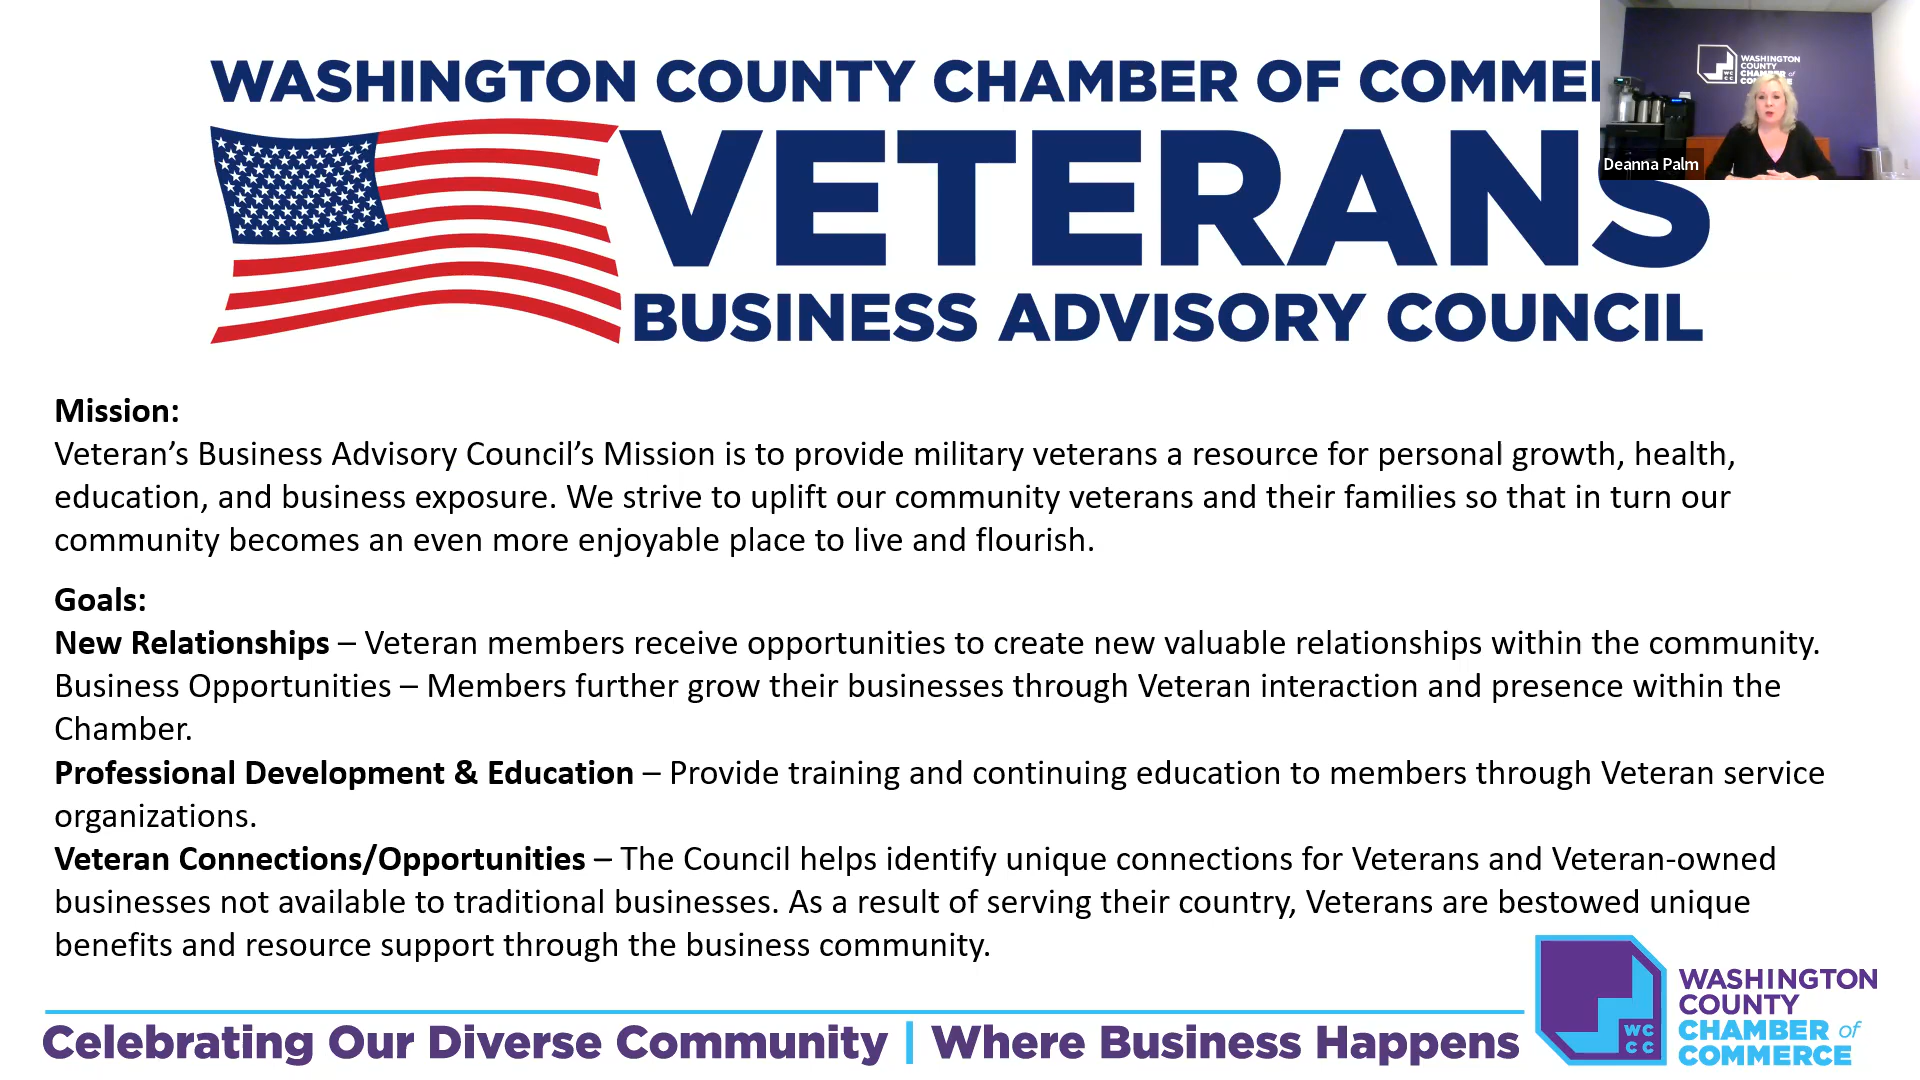 WASHINGTON COUNTY CHAMBER OF COMME
VETERANS
BUSINESS ADVISORY COUNCIL
WASHINGTON
COUNTY
CHAMBER of
WC
CC
Deanna Palm
Mission:
Veteran’s Business Advisory Council’s Mission is to provide military veterans a resource for personal growth, health,
education, and business exposure. We strive to uplift our community veterans and their families so that in turn our
community becomes an even more enjoyable place to live and flourish.
Goals:
New Relationships – Veteran members receive opportunities to create new valuable relationships within the community.
Business Opportunities – Members further grow their businesses through Veteran interaction and presence within the
Chamber.
Professional Development & Education – Provide training and continuing education to members through Veteran service
organizations.
Veteran Connections/Opportunities – The Council helps identify unique connections for Veterans and Veteran-owned
businesses not available to traditional businesses. As a result of serving their country, Veterans are bestowed unique
benefits and resource support through the business community.
Celebrating Our Diverse Community | Where Business Happens
WC
CC
WASHINGTON
COUNTY
CHAMBER of
COMMERCE